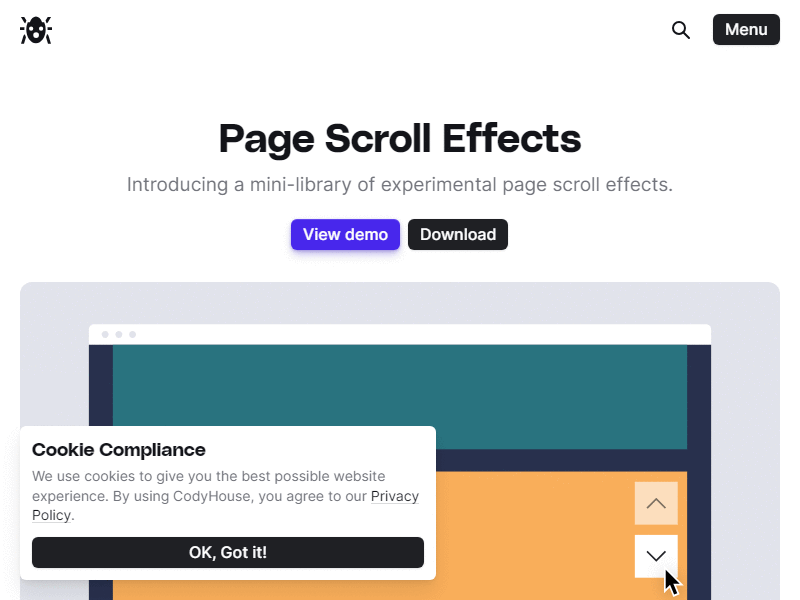 Menu
Page Scroll Effects
Introducing a mini-library of experimental page scroll effects.
View demo
Download
Cookie Compliance
We use cookies to give you the best possible website
experience. By using CodyHouse, you agree to our Privacy
Policy.
OK, Got it!